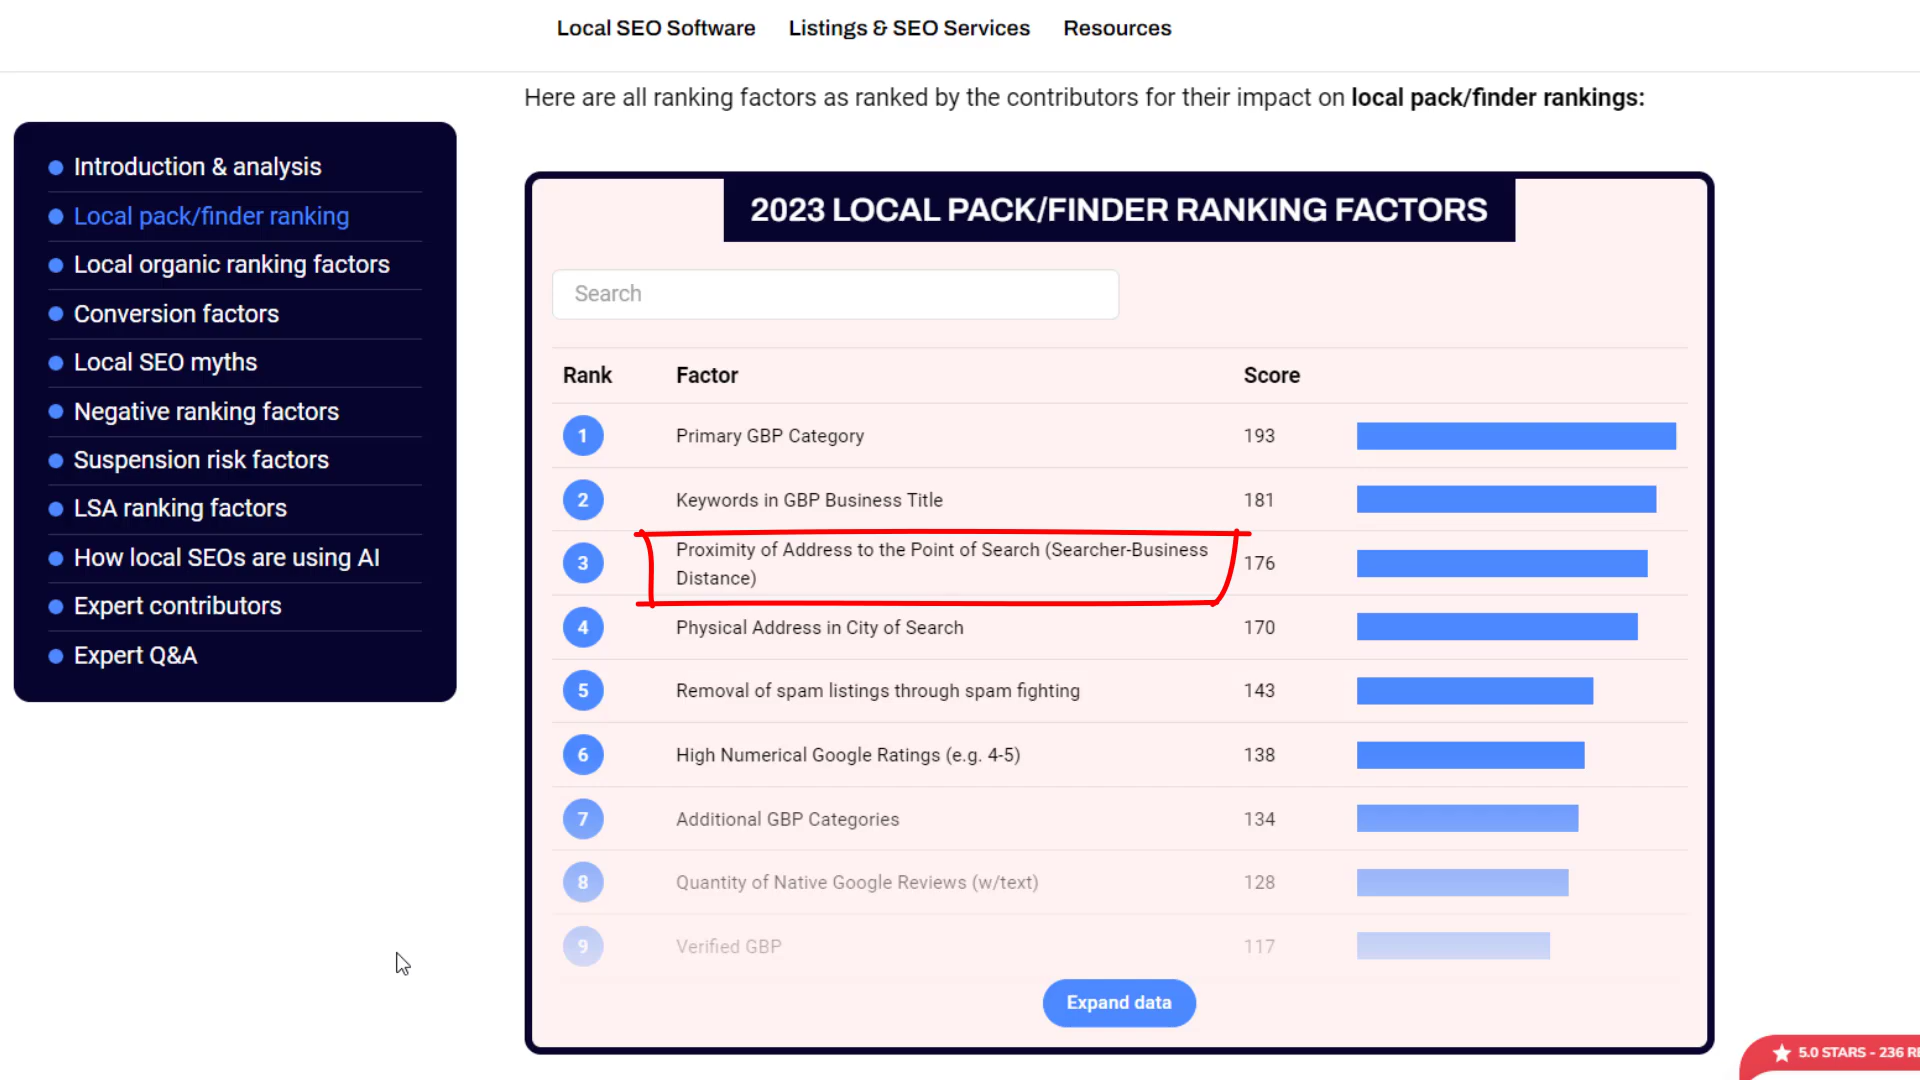 Local SEO Software Listings & SEO Services Resources
Here are all ranking factors as ranked by the contributors for their impact on local pack/finder rankings:
Introduction & analysis
Local pack/finder ranking
Local organic ranking factors
Conversion factors
Local SEO myths
Negative ranking factors
Suspension risk factors
LSA ranking factors
How local SEOs are using AI
Expert contributors
Expert Q&A
2023 LOCAL PACK/FINDER RANKING FACTORS
Search
Rank Factor Score
1 Primary GBP Category 193
2 Keywords in GBP Business Title 181
3 Proximity of Address to the Point of Search (Searcher-Business
Distance) 176
4 Physical Address in City of Search 170
5 Removal of spam listings through spam fighting 143
6 High Numerical Google Ratings (e.g. 4-5) 138
7 Additional GBP Categories 134
8 Quantity of Native Google Reviews (w/text) 128
9 Verified GBP 117
Expand data
5.0 STARS - 236